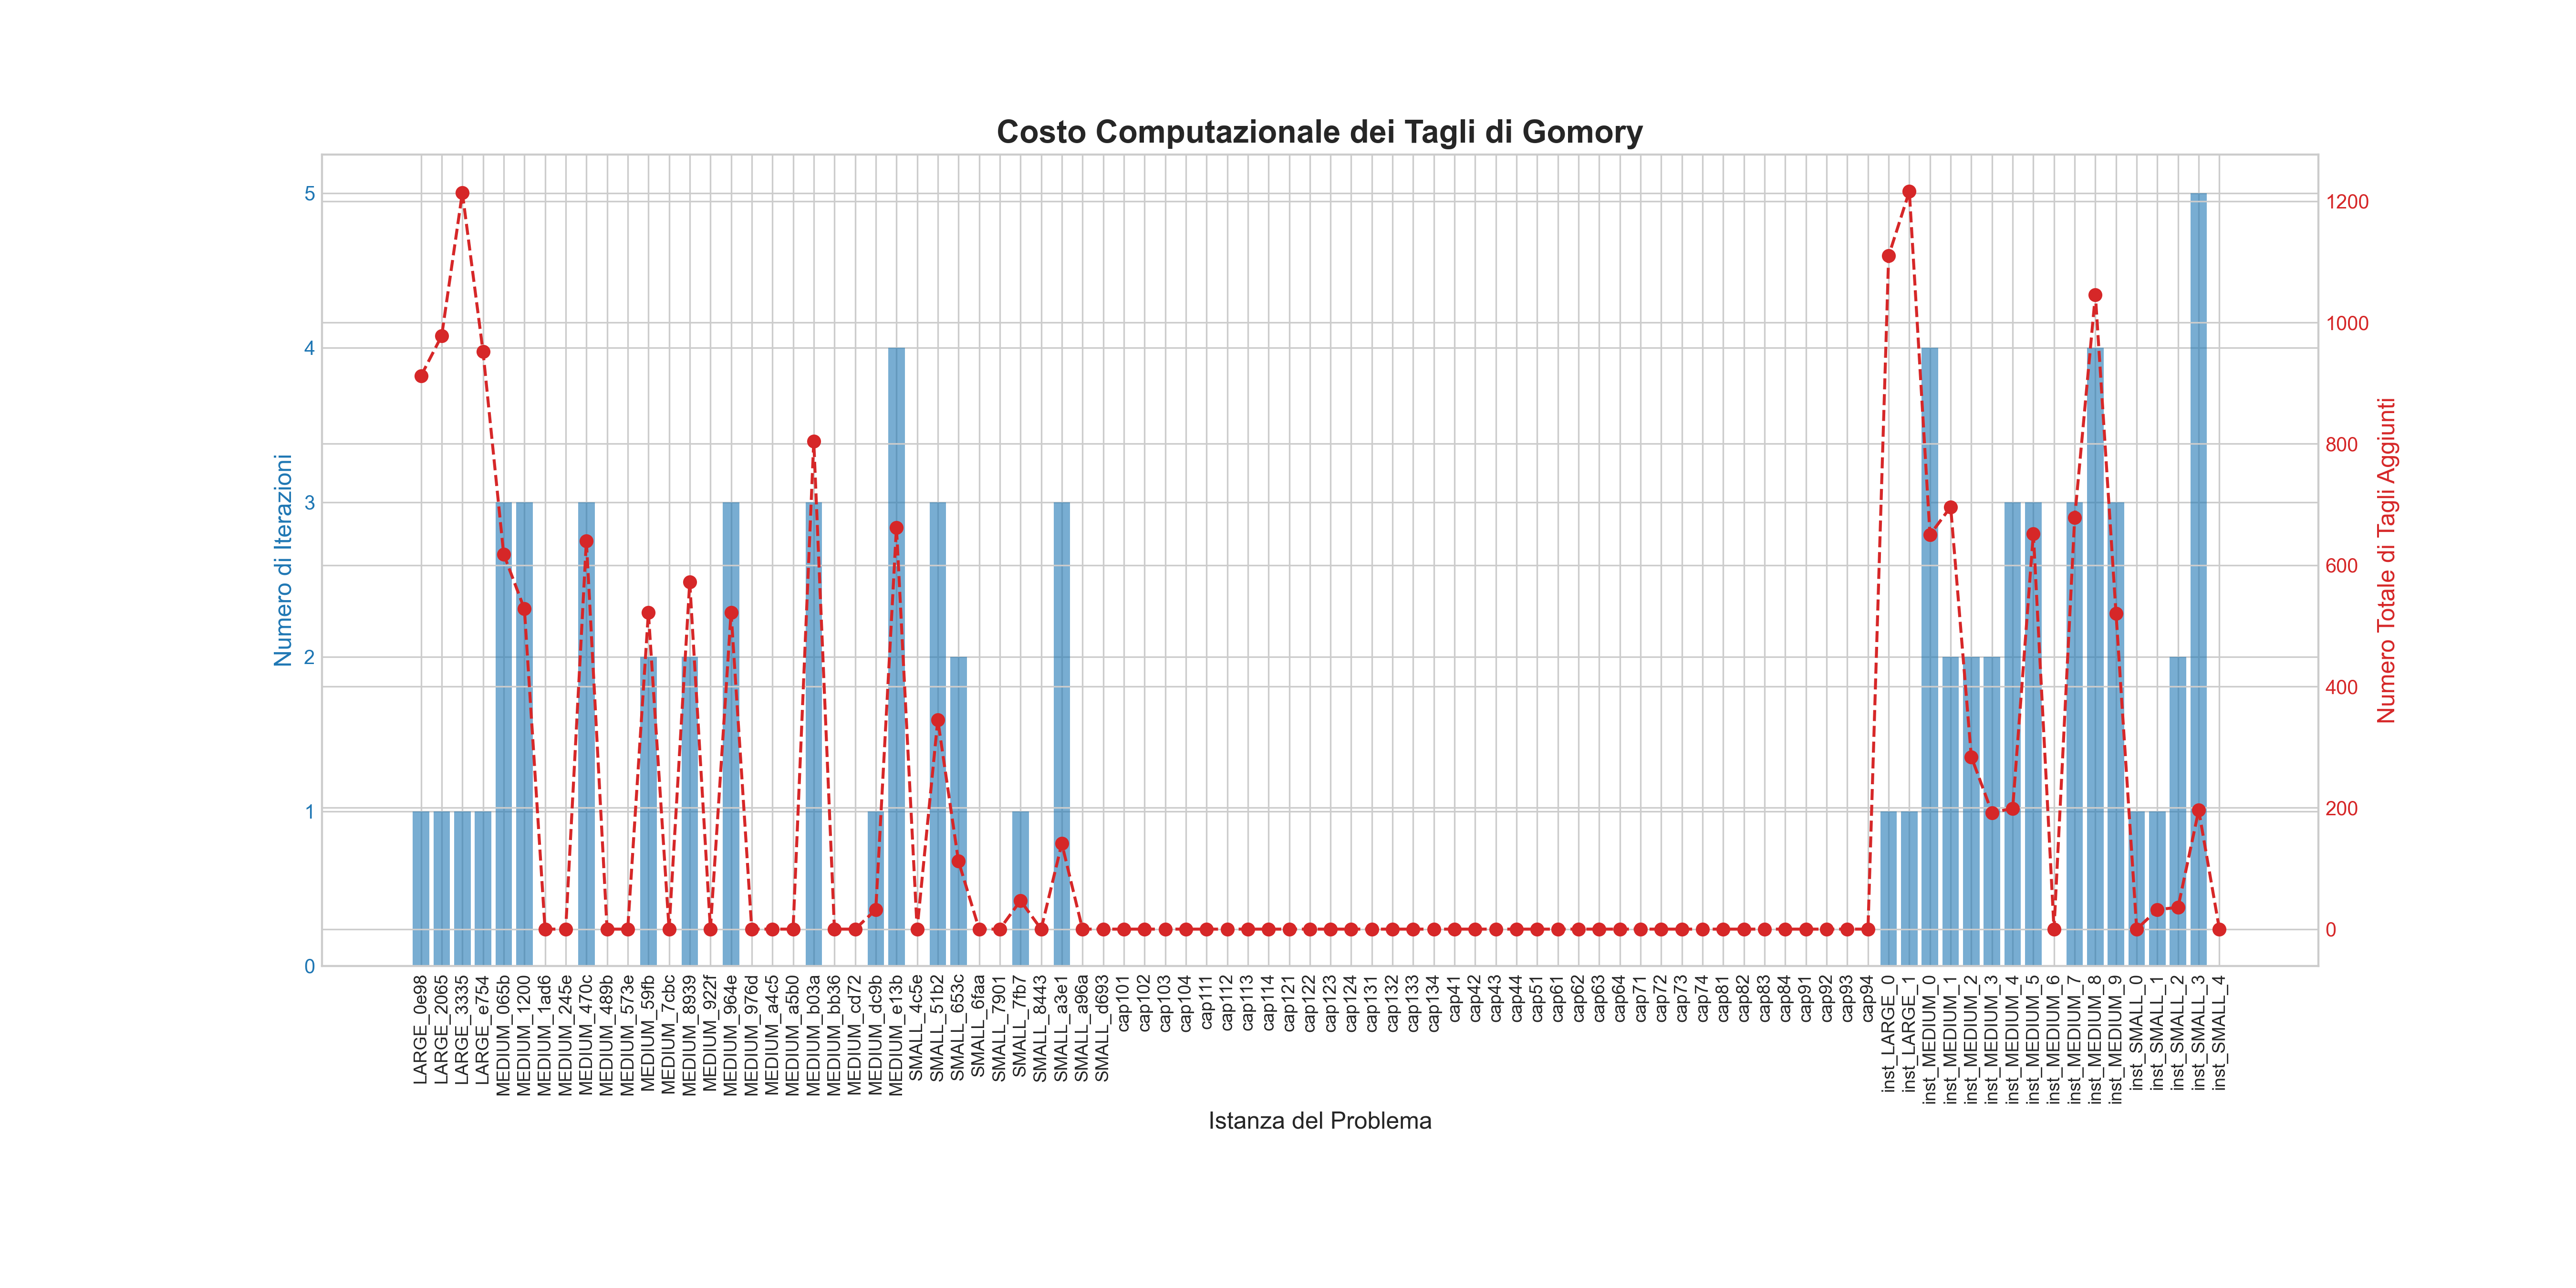 Costo Computazionale dei Tagli di Gomory
Numero di Iterazioni
5
4
3
2
1
0
1200
1000
800
600
400
200
0
Numero Totale di Tagli Aggiunti
LARGE_0e98
LARGE_2065
LARGE_3335
LARGE_e754
MEDIUM_065b
MEDIUM_1200
MEDIUM_1ad6
MEDIUM_245e
MEDIUM_470c
MEDIUM_489b
MEDIUM_573e
MEDIUM_59fb
MEDIUM_7cbc
MEDIUM_8939
MEDIUM_922f
MEDIUM_964e
MEDIUM_976d
MEDIUM_a4c5
MEDIUM_a5b0
MEDIUM_b03a
MEDIUM_bb36
MEDIUM_cd72
MEDIUM_dc9b
MEDIUM_e13b
SMALL_4c5e
SMALL_51b2
SMALL_653c
SMALL_6faa
SMALL_7901
SMALL_7fb7
SMALL_8443
SMALL_a3e1
SMALL_a96a
SMALL_d693
cap101
cap102
cap103
cap104
cap111
cap112
cap113
cap114
cap121
cap122
cap123
cap124
cap131
cap132
cap133
cap134
cap41
cap42
cap43
cap44
cap51
cap61
cap62
cap63
cap64
cap71
cap72
cap73
cap74
cap81
cap82
cap83
cap84
cap91
cap92
cap93
cap94
inst_LARGE_0
inst_LARGE_1
inst_MEDIUM_0
inst_MEDIUM_1
inst_MEDIUM_2
inst_MEDIUM_3
inst_MEDIUM_4
inst_MEDIUM_5
inst_MEDIUM_6
inst_MEDIUM_7
inst_MEDIUM_8
inst_MEDIUM_9
inst_SMALL_0
inst_SMALL_1
inst_SMALL_2
inst_SMALL_3
inst_SMALL_4
Istanza del Problema